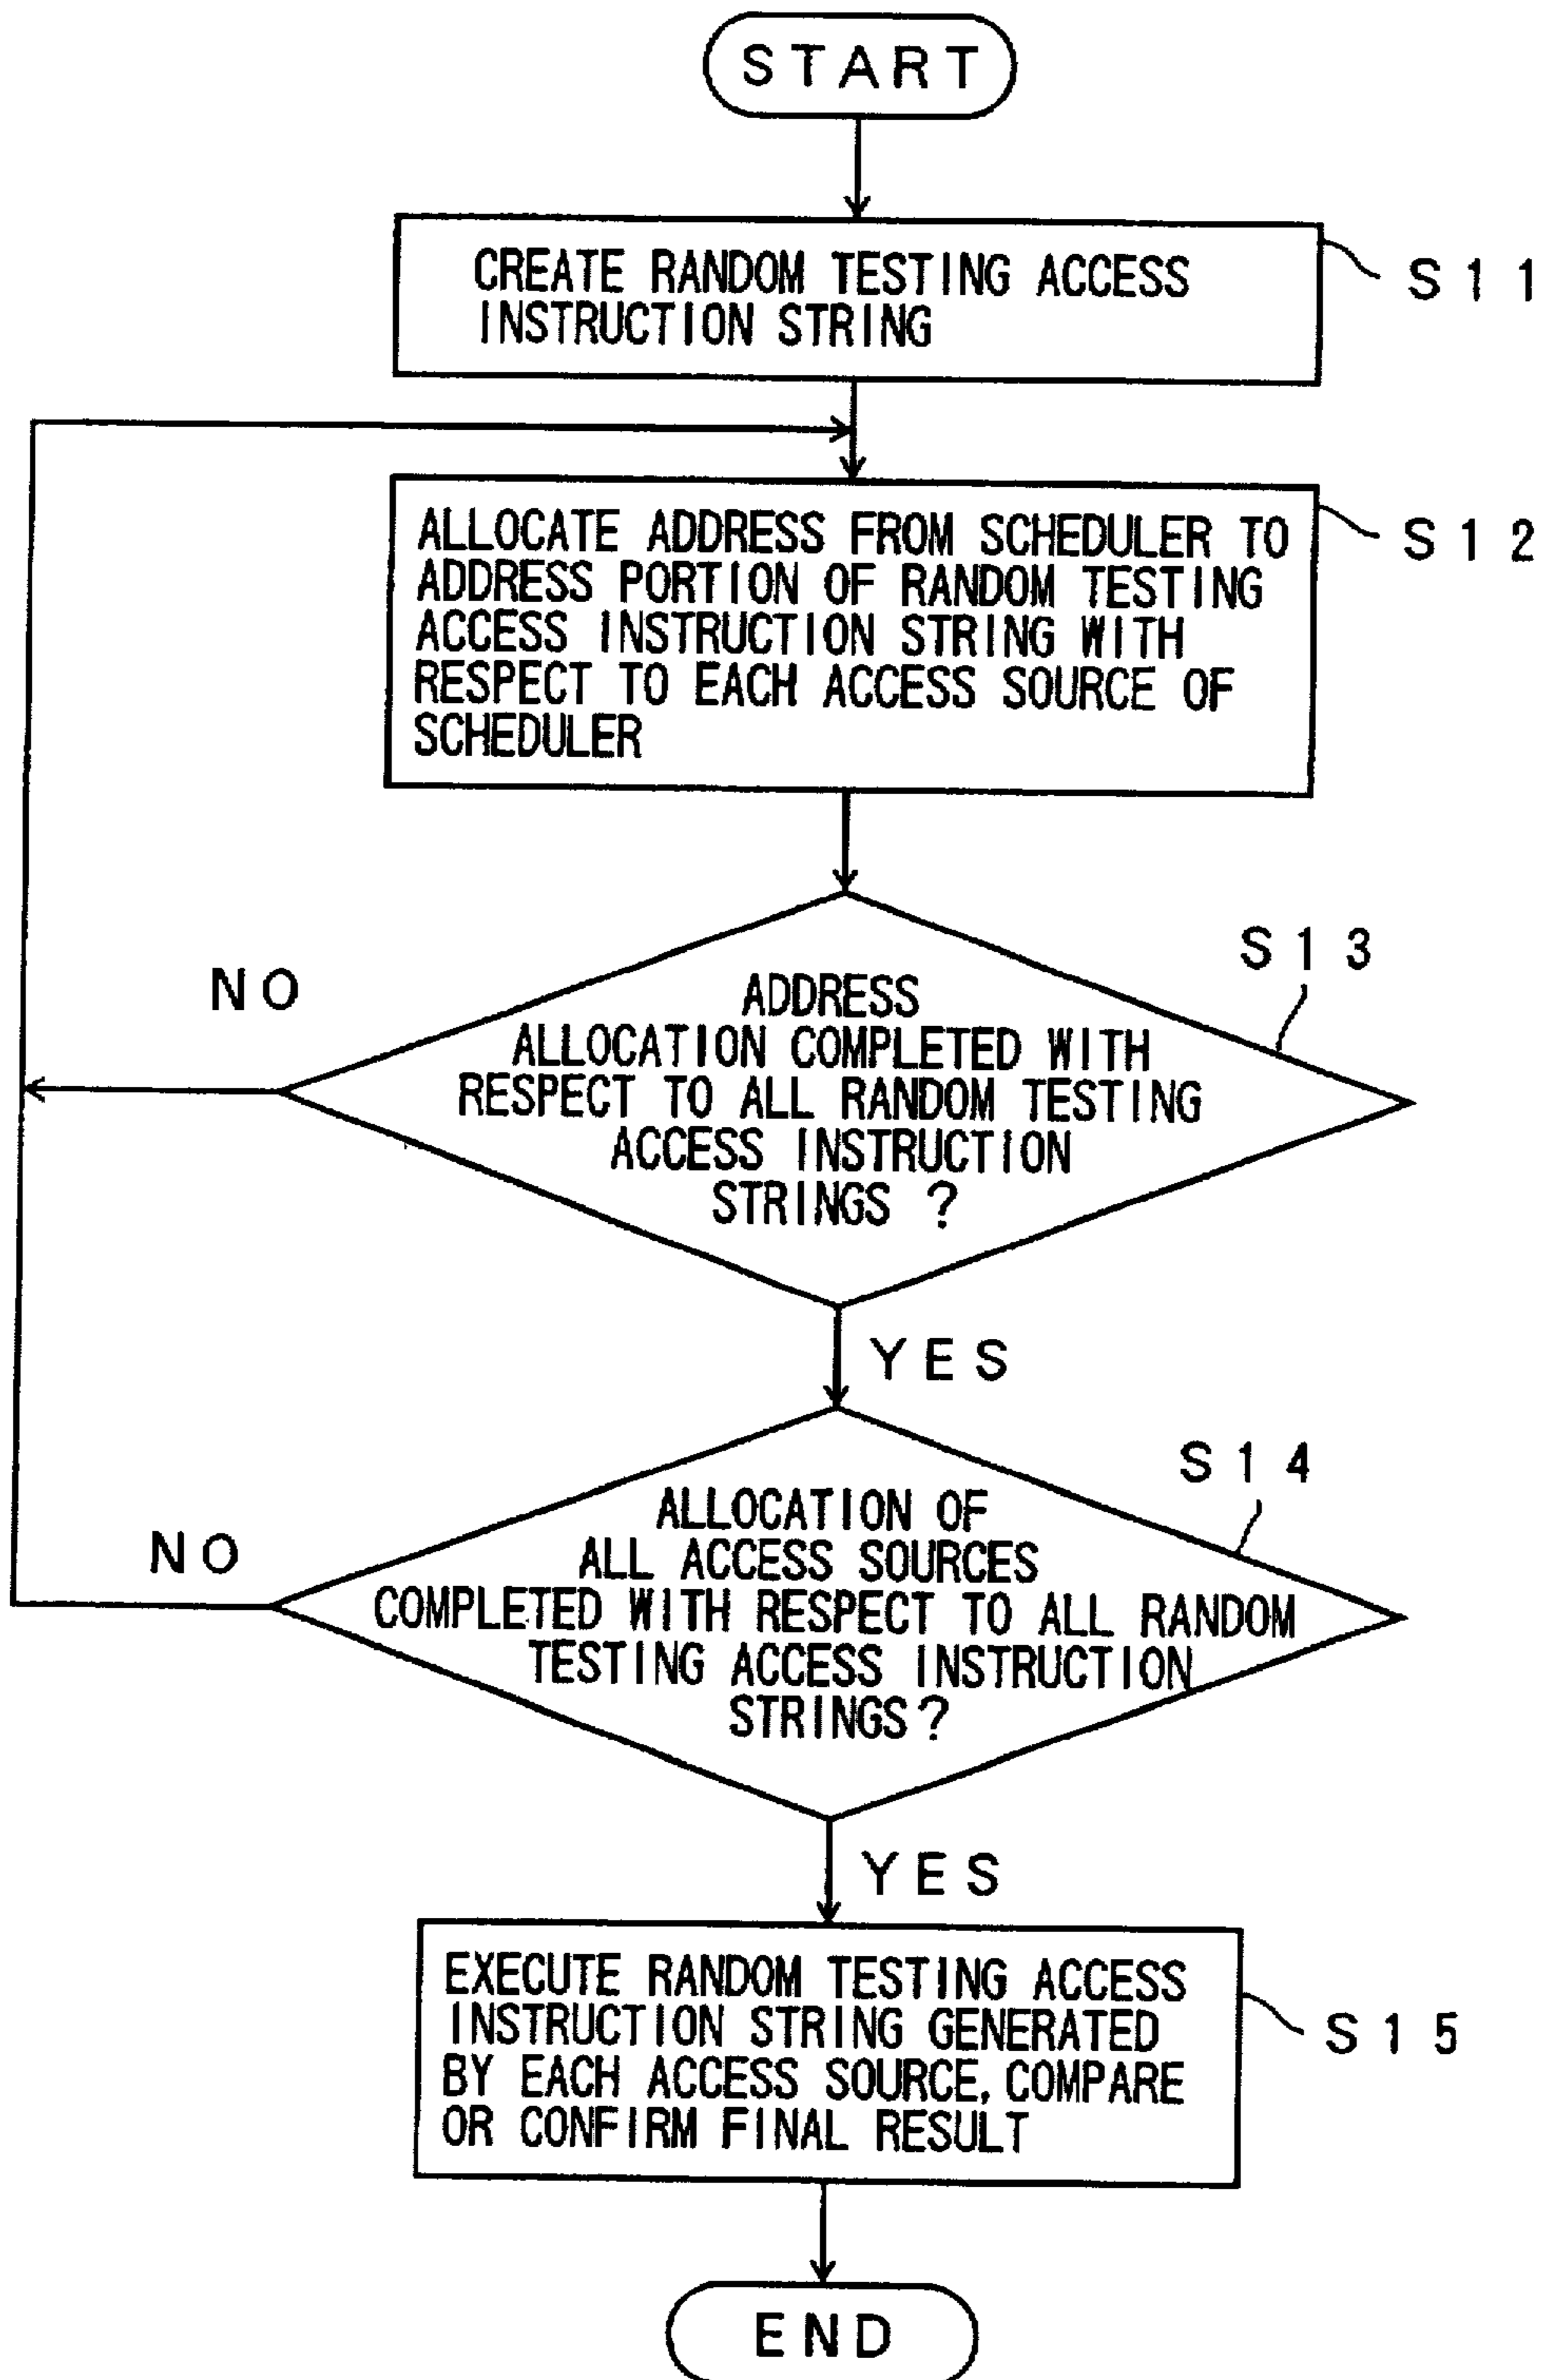 START
CREATE RANDOM TESTING ACCESS
INSTRUCTION STRING
S11
ALLOCATE ADDRESS FROM SCHEDULER TO
ADDRESS PORTION OF RANDOM TESTING
ACCESS INSTRUCTION STRING WITH
RESPECT TO EACH ACCESS SOURCE OF
SCHEDULER
S12
S13
NO
ADDRESS
ALLOCATION COMPLETED WITH
RESPECT TO ALL RANDOM TESTING
ACCESS INSTRUCTION
STRINGS ?
YES
S14
NO
ALLOCATION OF
ALL ACCESS SOURCES
COMPLETED WITH RESPECT TO ALL RANDOM
TESTING ACCESS INSTRUCTION
STRINGS?
YES
EXECUTE RANDOM TESTING ACCESS
INSTRUCTION STRING GENERATED
BY EACH ACCESS SOURCE, COMPARE
OR CONFIRM FINAL RESULT
S15
END